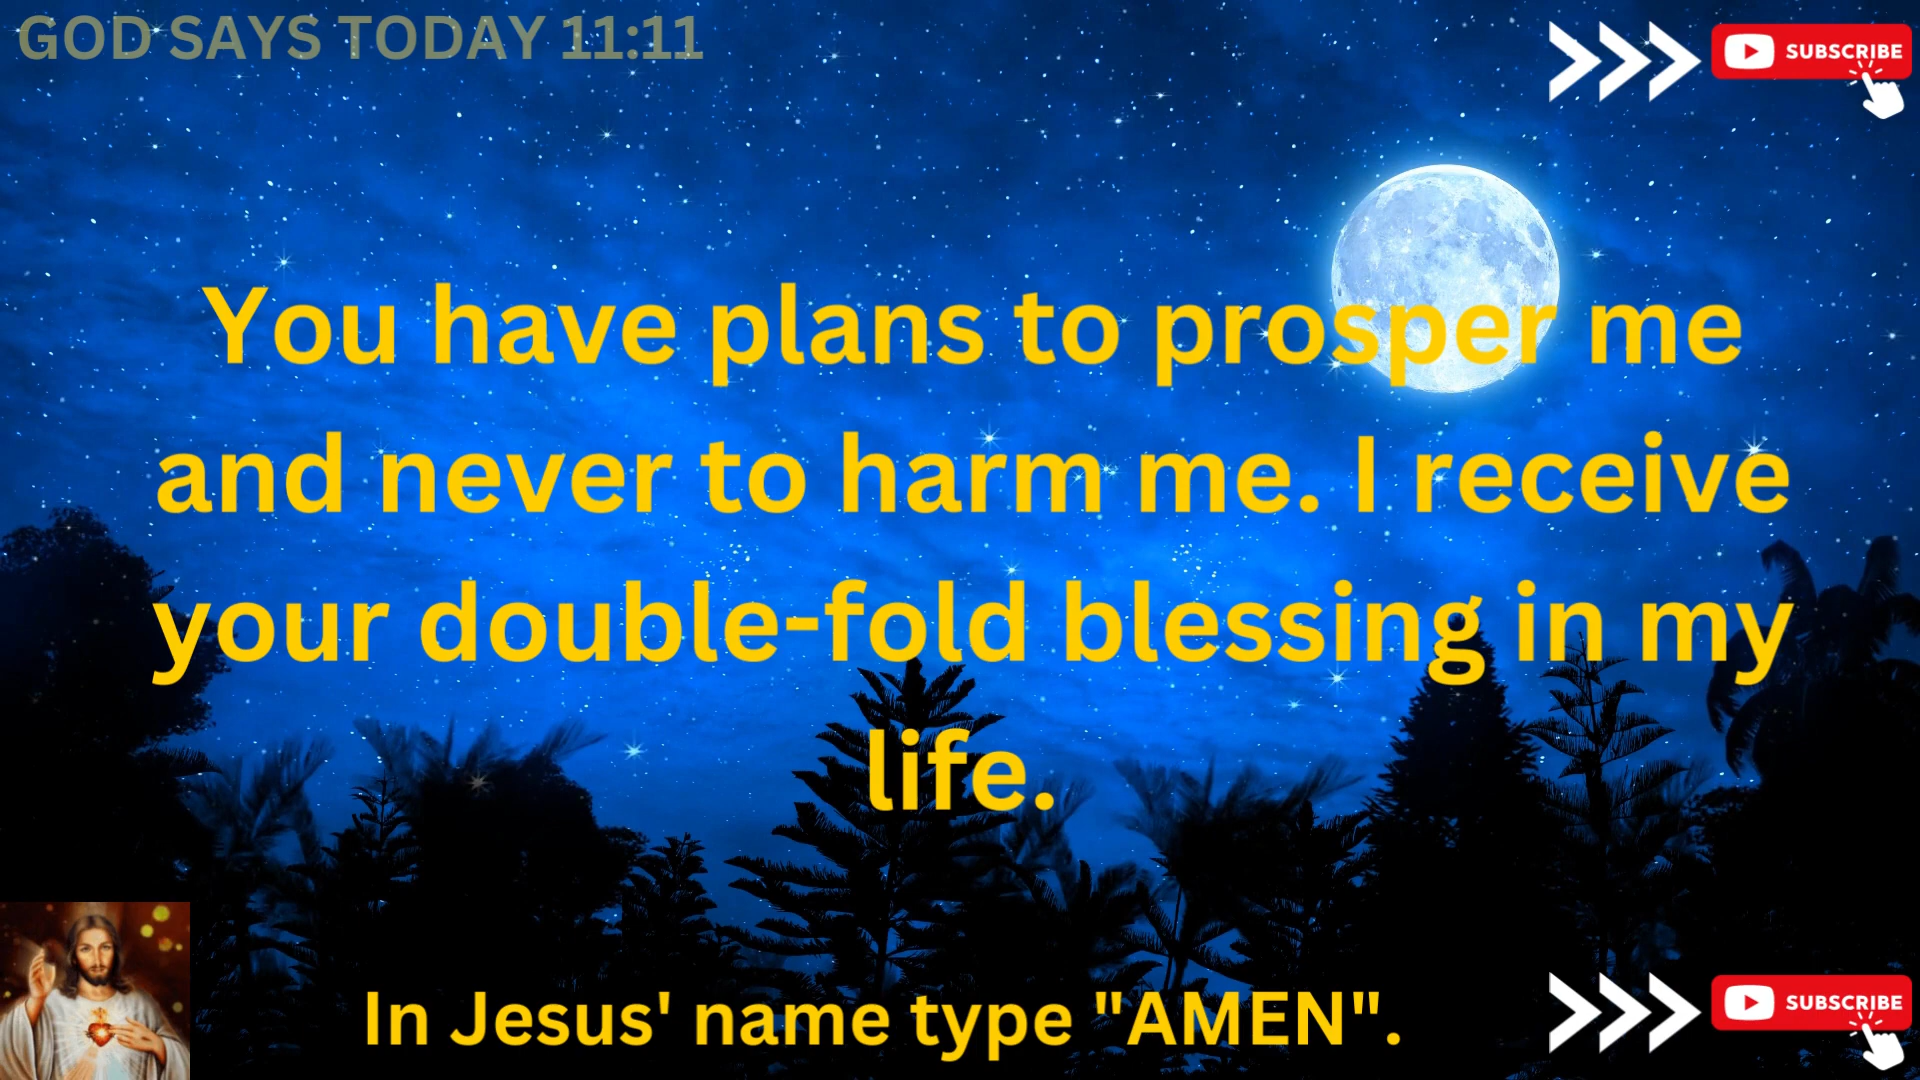 GOD SAYS TODAY 11:11
SUBSCRIBE
You have plans to prosper me
and never to harm me. I receive
your double-fold blessing in my
life.
In Jesus' name type "AMEN".
SUBSCRIBE